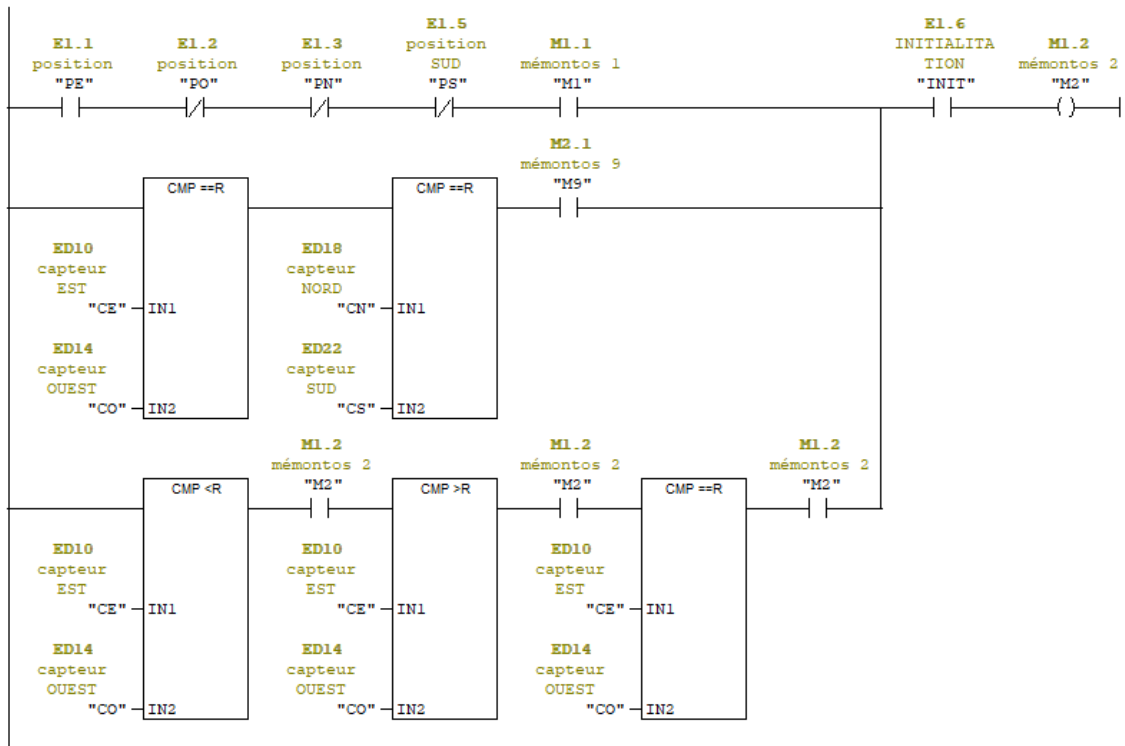 E1.1 E1.2 E1.3 E1.5 M1.1 E1.6 M1.2
position position position position SUD mémontos 1 INITIALITA TION mémontos 2
"PE" "PO" "PN" "PS" "M1" "INIT" "M2"
M2.1
mémontos 9
"M9"
CMP ==R CMP ==R
ED10 ED18
capteur capteur
EST NORD
"CE" IN1 "CN" IN1
ED14 ED22
capteur capteur
OUEST SUD
"CO" IN2 "CS" IN2
M1.2 M1.2 M1.2
mémontos 2 mémontos 2 mémontos 2
"M2" "M2" "M2"
CMP <R CMP >R CMP ==R
ED10 ED10 ED10
capteur capteur capteur
EST EST EST
"CE" IN1 "CE" IN1 "CE" IN1
ED14 ED14 ED14
capteur capteur capteur
OUEST OUEST OUEST
"CO" IN2 "CO" IN2 "CO" IN2